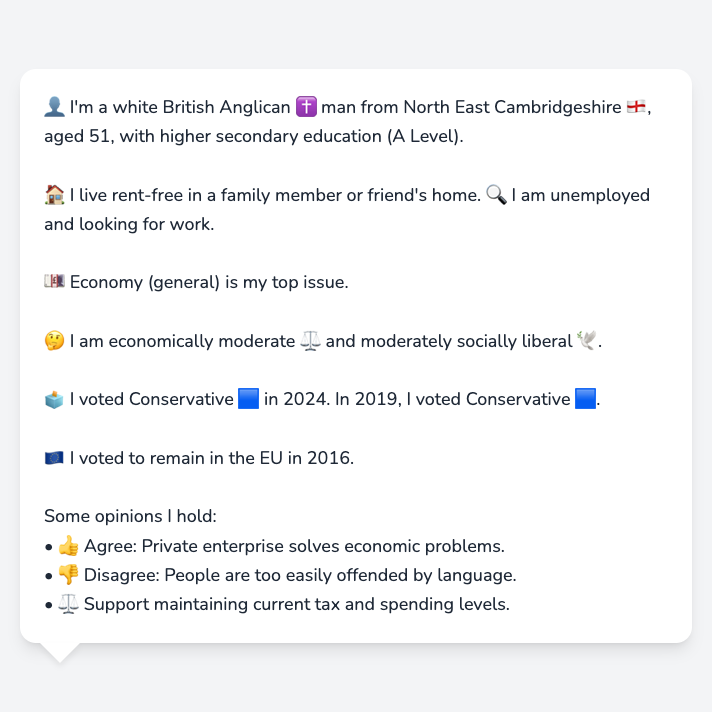 👤 I'm a white British Anglican ✝️ man from North East Cambridgeshire 🏴󠁧󠁢󠁥󠁮󠁧󠁿,
aged 51, with higher secondary education (A Level).
🏠 I live rent-free in a family member or friend's home. 🔍 I am unemployed
and looking for work.
💷 Economy (general) is my top issue.
🤔 I am economically moderate ⚖️ and moderately socially liberal 🕊️.
🗳️ I voted Conservative 🟦 in 2024. In 2019, I voted Conservative 🟦.
🇪🇺 I voted to remain in the EU in 2016.
Some opinions I hold:
• 👍 Agree: Private enterprise solves economic problems.
• 👎 Disagree: People are too easily offended by language.
• ⚖️ Support maintaining current tax and spending levels.